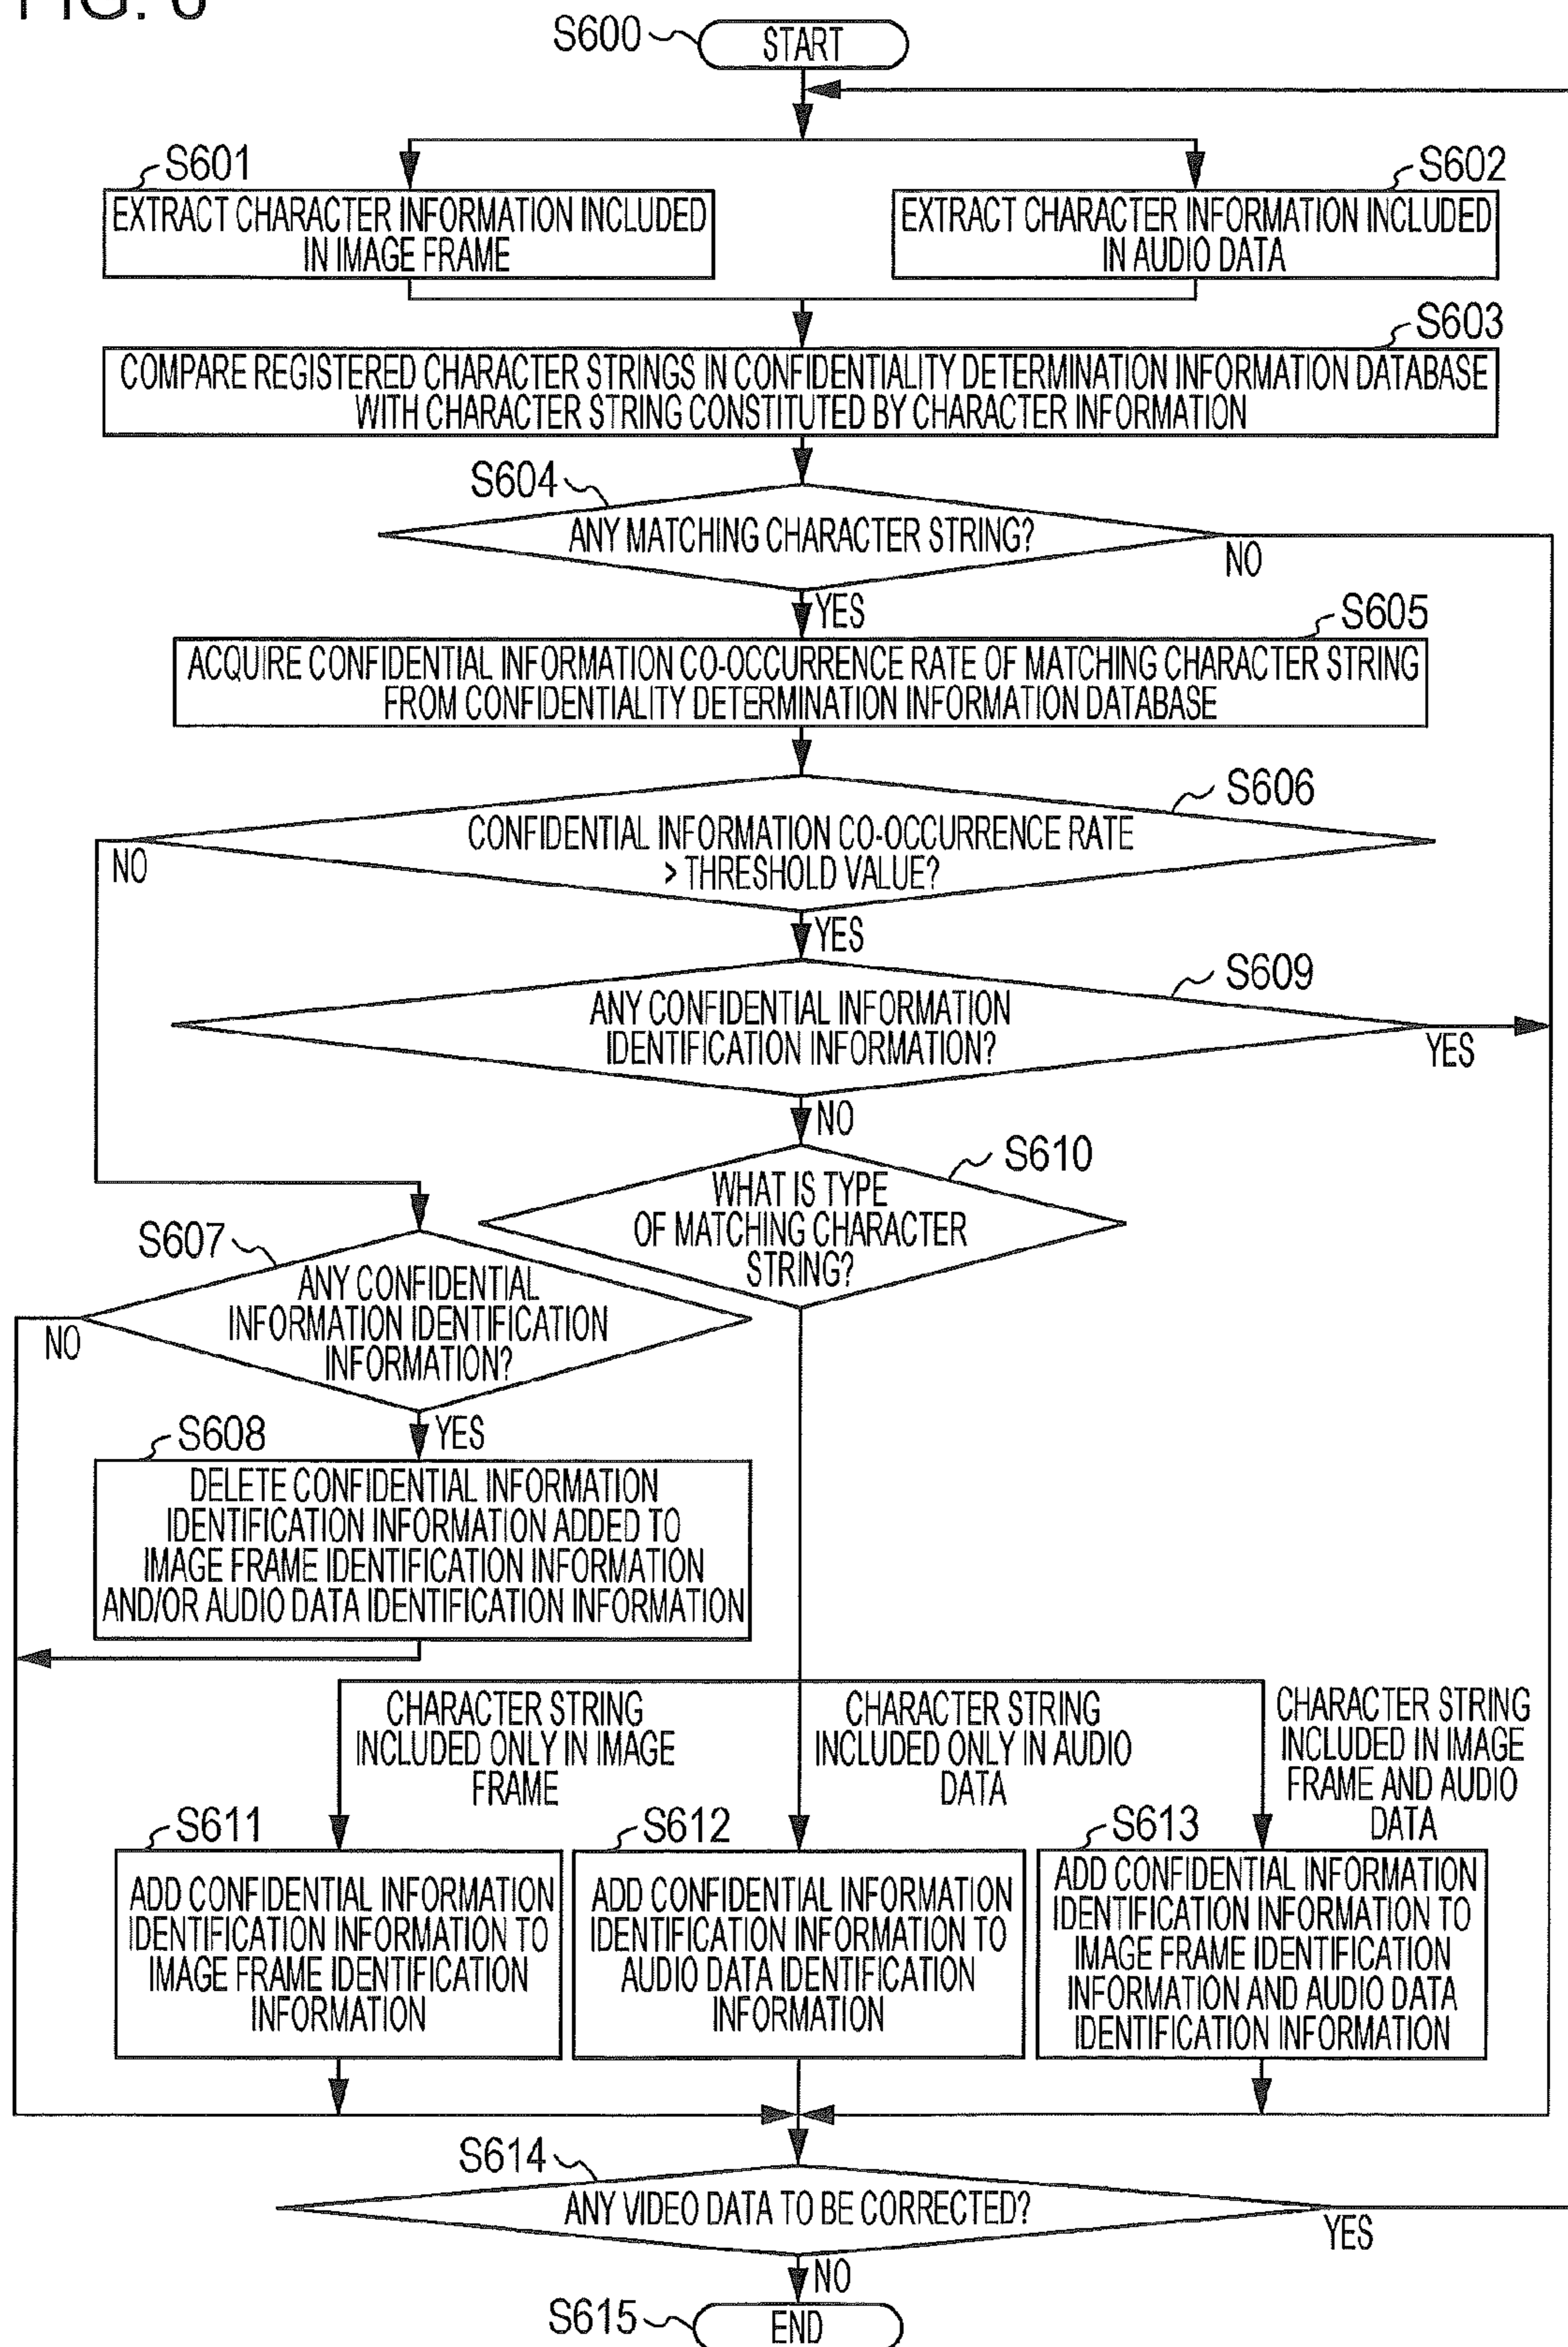 FIG. 6
S600
START
S601
EXTRACT CHARACTER INFORMATION INCLUDED
IN IMAGE FRAME
S602
EXTRACT CHARACTER INFORMATION INCLUDED
IN AUDIO DATA
S603
COMPARE REGISTERED CHARACTER STRINGS IN CONFIDENTIALITY DETERMINATION INFORMATION DATABASE
WITH CHARACTER STRING CONSTITUTED BY CHARACTER INFORMATION
S604
ANY MATCHING CHARACTER STRING?
NO
YES
S605
ACQUIRE CONFIDENTIAL INFORMATION CO-OCCURRENCE RATE OF MATCHING CHARACTER STRING
FROM CONFIDENTIALITY DETERMINATION INFORMATION DATABASE
S606
CONFIDENTIAL INFORMATION CO-OCCURRENCE RATE
> THRESHOLD VALUE?
NO
YES
S609
ANY CONFIDENTIAL INFORMATION
IDENTIFICATION INFORMATION?
YES
NO
S610
WHAT IS TYPE
OF MATCHING CHARACTER
STRING?
S607
ANY CONFIDENTIAL
INFORMATION IDENTIFICATION
INFORMATION?
NO
YES
S608
DELETE CONFIDENTIAL INFORMATION
IDENTIFICATION INFORMATION ADDED TO
IMAGE FRAME IDENTIFICATION INFORMATION
AND/OR AUDIO DATA IDENTIFICATION INFORMATION
CHARACTER STRING
INCLUDED ONLY IN IMAGE
FRAME
CHARACTER STRING
INCLUDED ONLY IN AUDIO
DATA
CHARACTER STRING
INCLUDED IN IMAGE
FRAME AND AUDIO
DATA
S611
ADD CONFIDENTIAL INFORMATION
IDENTIFICATION INFORMATION TO
IMAGE FRAME IDENTIFICATION
INFORMATION
S612
ADD CONFIDENTIAL INFORMATION
IDENTIFICATION INFORMATION TO
AUDIO DATA IDENTIFICATION
INFORMATION
S613
ADD CONFIDENTIAL INFORMATION
IDENTIFICATION INFORMATION TO
IMAGE FRAME IDENTIFICATION
INFORMATION AND AUDIO DATA
IDENTIFICATION INFORMATION
S614
ANY VIDEO DATA TO BE CORRECTED?
YES
NO
S615
END